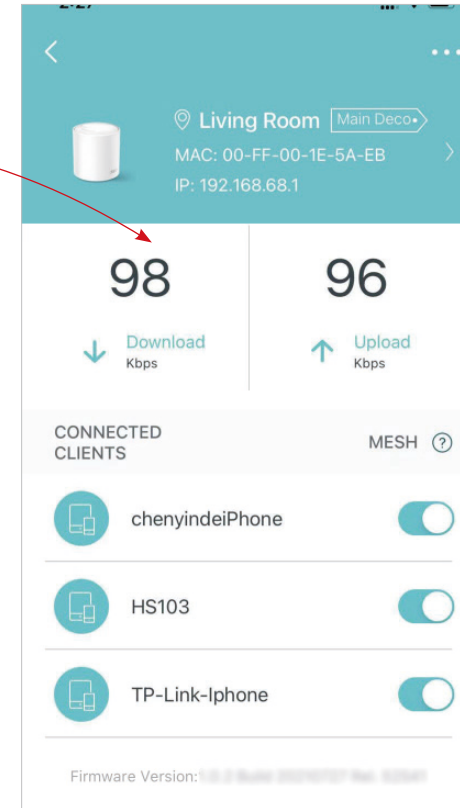 Living Room Main Deco
MAC: 00-FF-00-1E-5A-EB
IP: 192.168.68.1
98 96
Download Upload
Kbps Kbps
CONNECTED
CLIENTS
MESH ?
chenyindeiPhone
HS103
TP-Link-Iphone
Firmware Version: